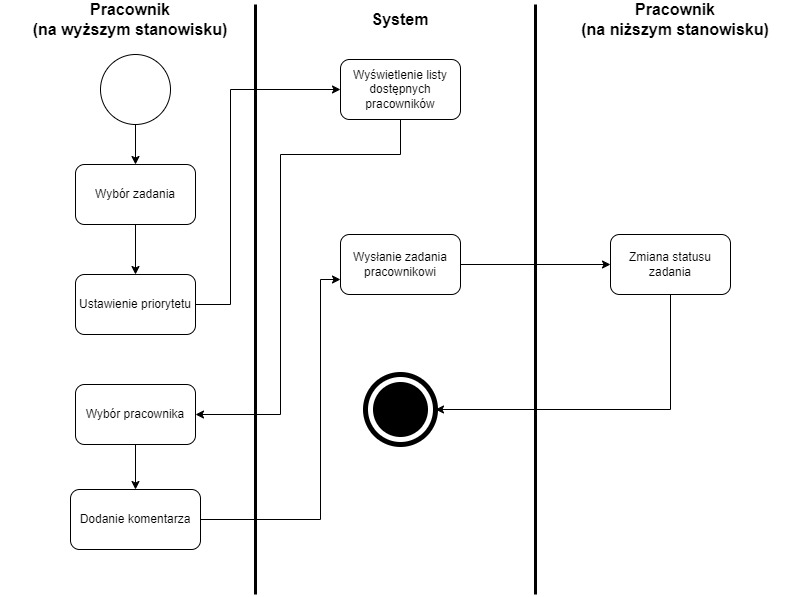 Pracownik
(na wyższym stanowisku)
System
Pracownik
(na niższym stanowisku)
Wyświetlenie listy
dostępnych
pracowników
Wybór zadania
Ustawienie priorytetu
Wysłanie zadania
pracownikowi
Zmiana statusu
zadania
Wybór pracownika
Dodanie komentarza